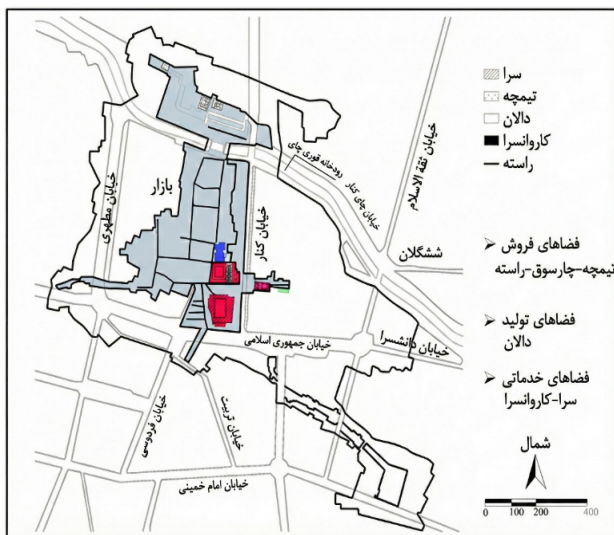 سرا
تیمچه
دالان
کاروانسرا
راسته
فضاهای فروش
تیمچه-چارسوق-راسته
فضاهای تولید
دالان
فضاهای خدماتی
سرا-کاروانسرا
شمال
0 100 200 400
خیابان ثقة الاسلام
رودخانه قوری چای
خیابان چای کنار
ششگلان
خیابان مطهری
بازار
خیابان کنار
خیابان دانشسرا
خیابان جمهوری اسلامی
خیابان تربیت
خیابان فردوسی
خیابان امام خمینی